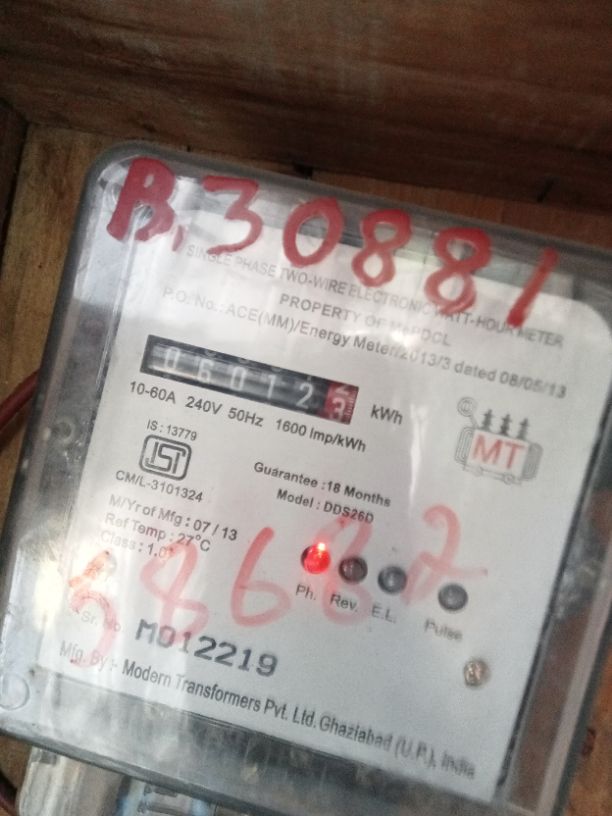 B.30881
SINGLE PHASE TWO-WIRE ELECTRONIC WATT-HOUR METER
PROPERTY OF MePDCL
P.O. No.: ACE(MM)/Energy Meter/2013/3 dated 08/05/13
060123 kWh
10-60A 240V 50Hz 1600 Imp/kWh
IS : 13779
CM/L-3101324
MT
Guarantee :18 Months
Model : DDS26D
M/Yr of Mfg : 07 / 13
Ref Temp : 27°C
Class : 1.0
Ph. Rev. E.L. Pulse
Sr. No. M012219
Mfg. By :- Modern Transformers Pvt. Ltd. Ghaziabad (U.P.), India